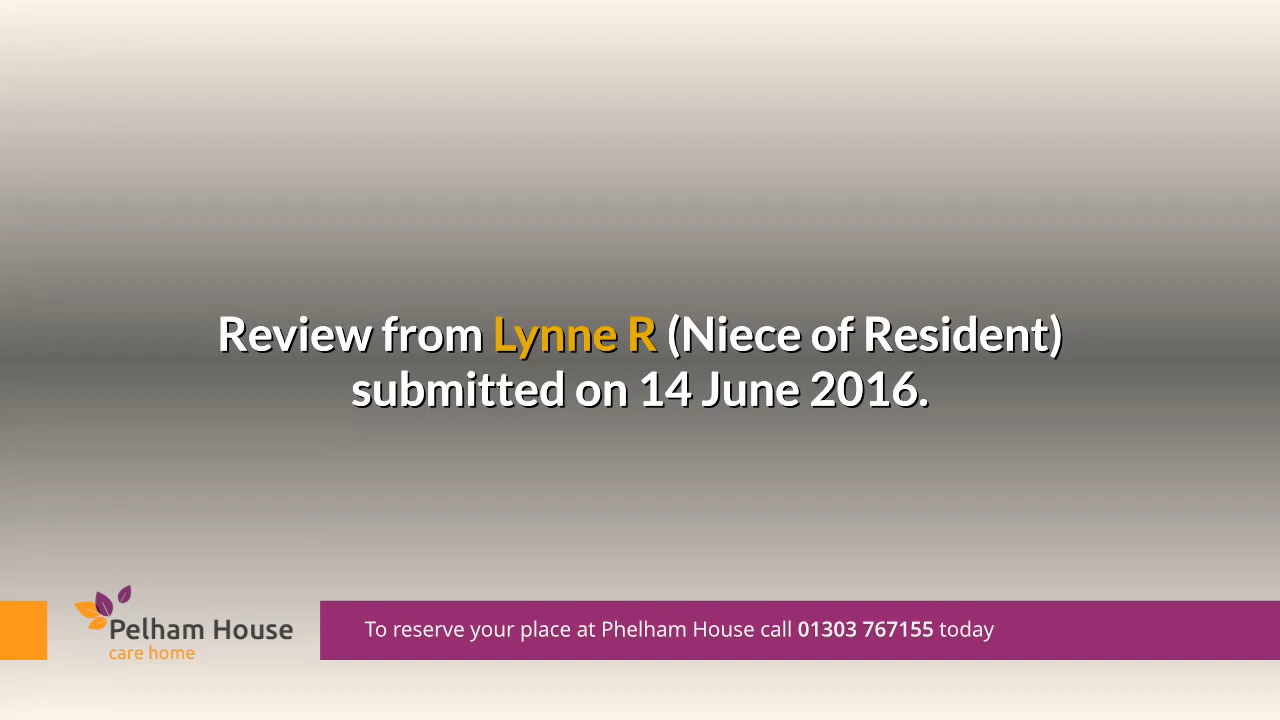 Review from Lynne R (Niece of Resident)
submitted on 14 June 2016.
Pelham House
care home
To reserve your place at Phelham House call 01303 767155 today